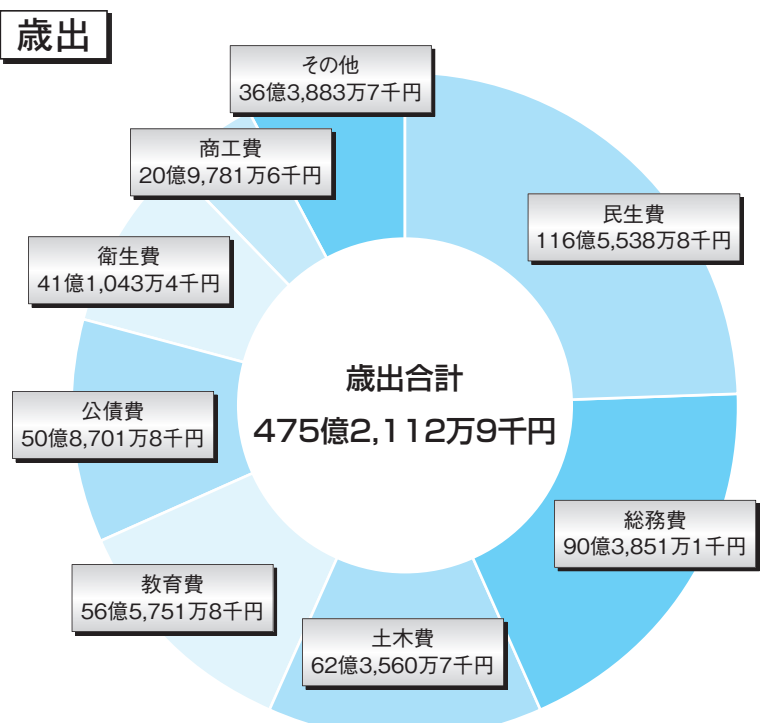 歳出
その他
36億3,883万7千円
商工費
20億9,781万6千円
民生費
116億5,538万8千円
衛生費
41億1,043万4千円
歳出合計
475億2,112万9千円
公債費
50億8,701万8千円
総務費
90億3,851万1千円
教育費
56億5,751万8千円
土木費
62億3,560万7千円